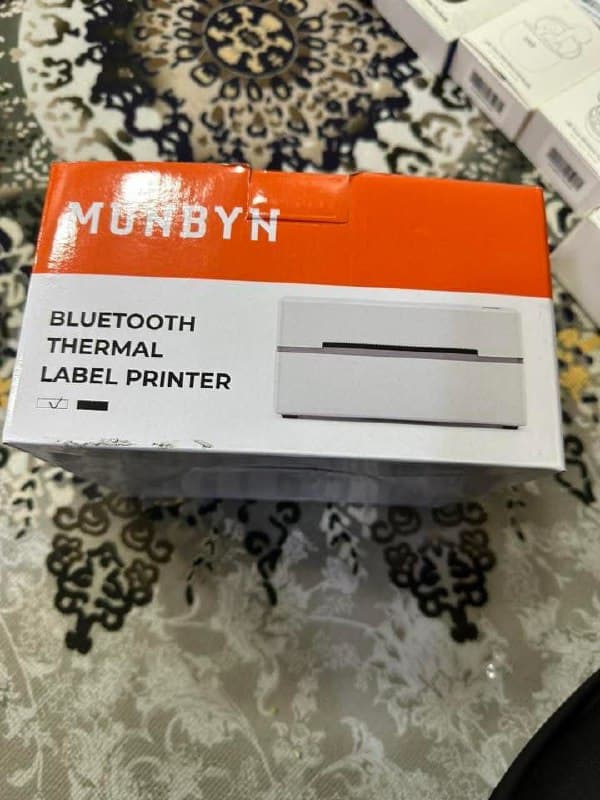 MUNBYN
BLUETOOTH
THERMAL
LABEL PRINTER